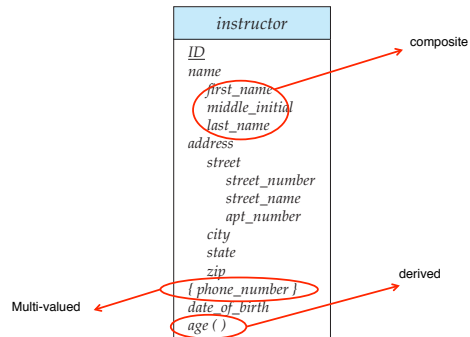 instructor
composite
ID
name
first_name
middle_initial
last_name
address
street
street_number
street_name
apt_number
city
state
zip
derived
{ phone_number }
Multi-valued
date_of_birth
age ( )